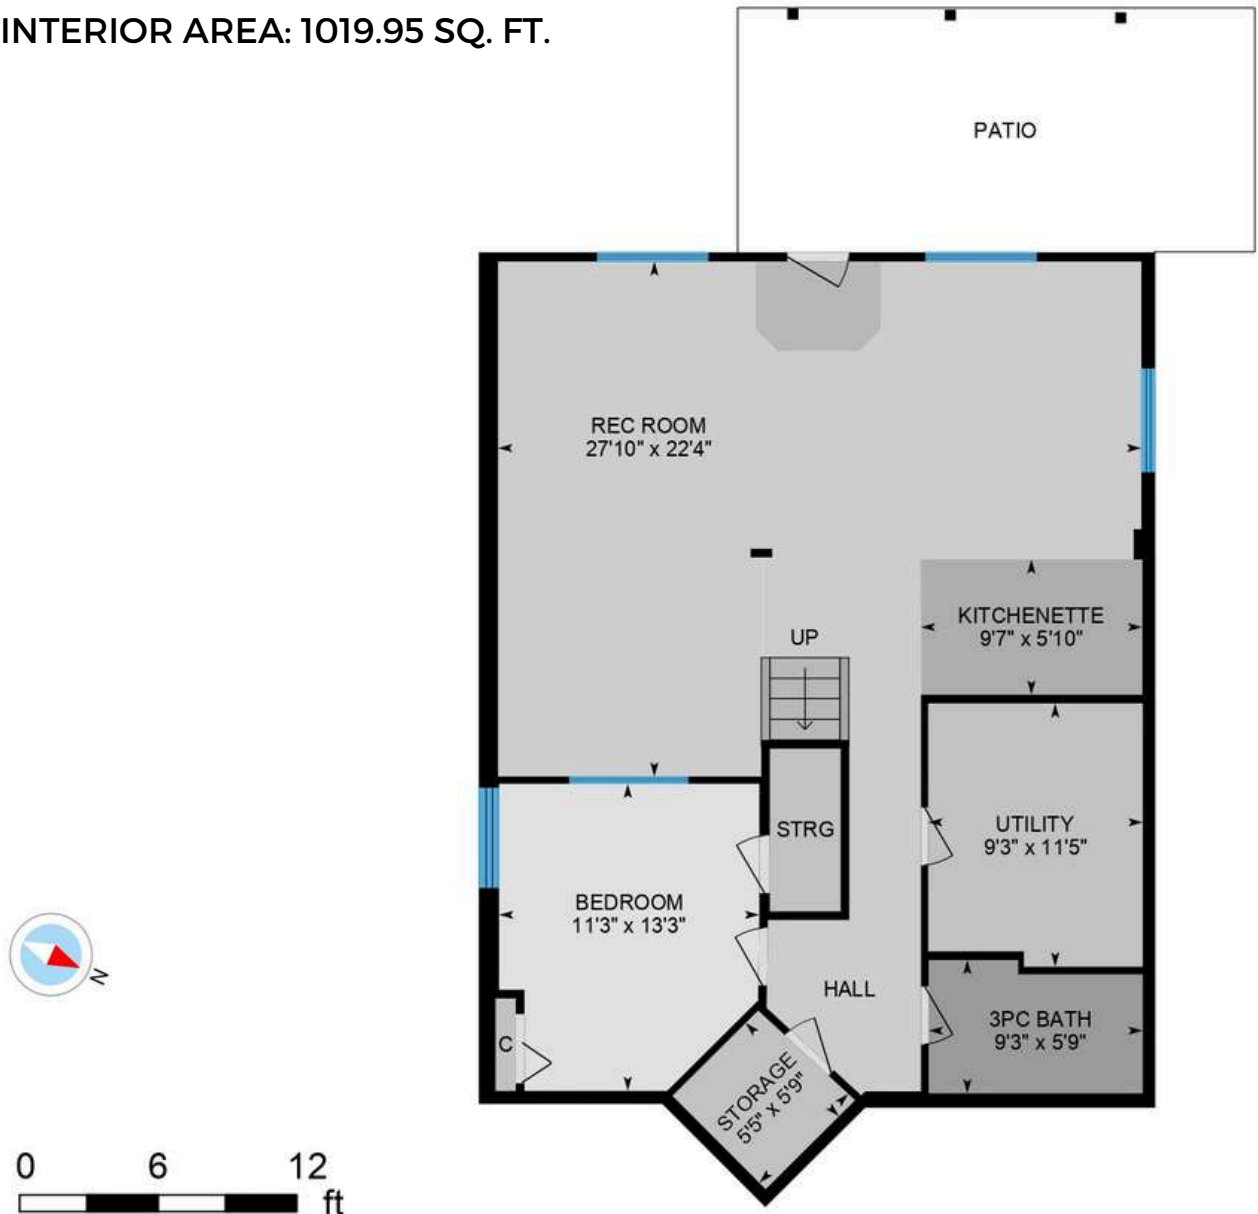 INTERIOR AREA: 1019.95 SQ. FT.
PATIO
REC ROOM
27'10" x 22'4"
KITCHENETTE
9'7" x 5'10"
UP
STRG
UTILITY
9'3" x 11'5"
BEDROOM
11'3" x 13'3"
HALL
3PC BATH
9'3" x 5'9"
C
STORAGE
5'5" x 5'9"
N
0 6 12
ft